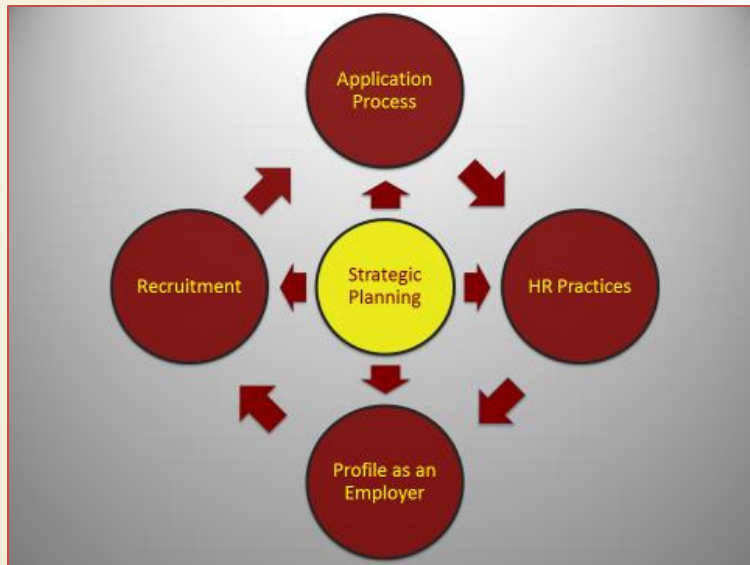 Application
Process
Recruitment
Strategic
Planning
HR Practices
Profile as an
Employer